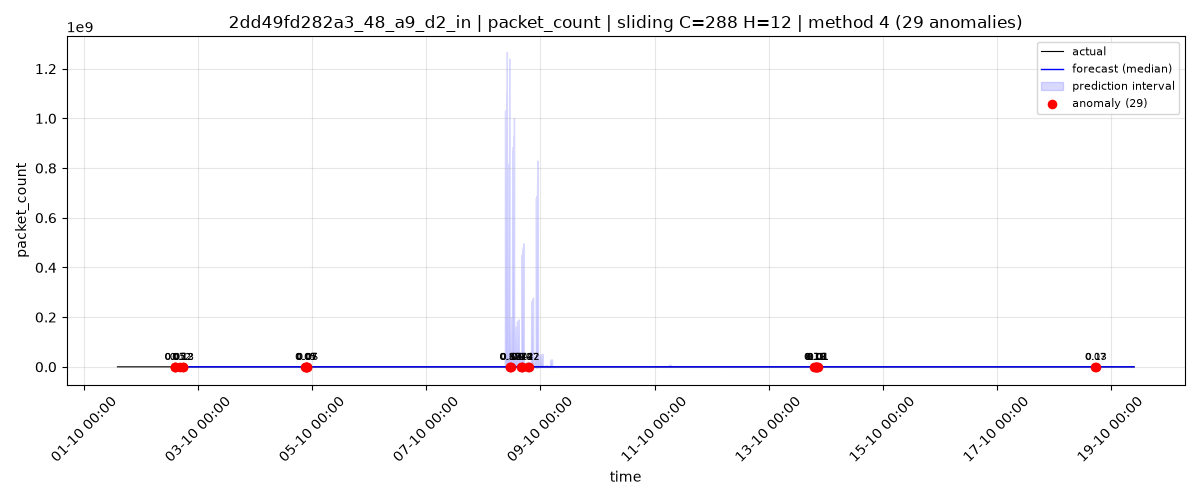 2dd49fd282a3_48_a9_d2_in | packet_count | sliding C=288 H=12 | method 4 (29 anomalies)
1e9
actual
forecast (median)
prediction interval
anomaly (29)
1.2
1.0
0.8
0.6
0.4
0.2
0.0
packet_count
01-10 00:00
03-10 00:00
05-10 00:00
07-10 00:00
09-10 00:00
11-10 00:00
13-10 00:00
15-10 00:00
17-10 00:00
19-10 00:00
time